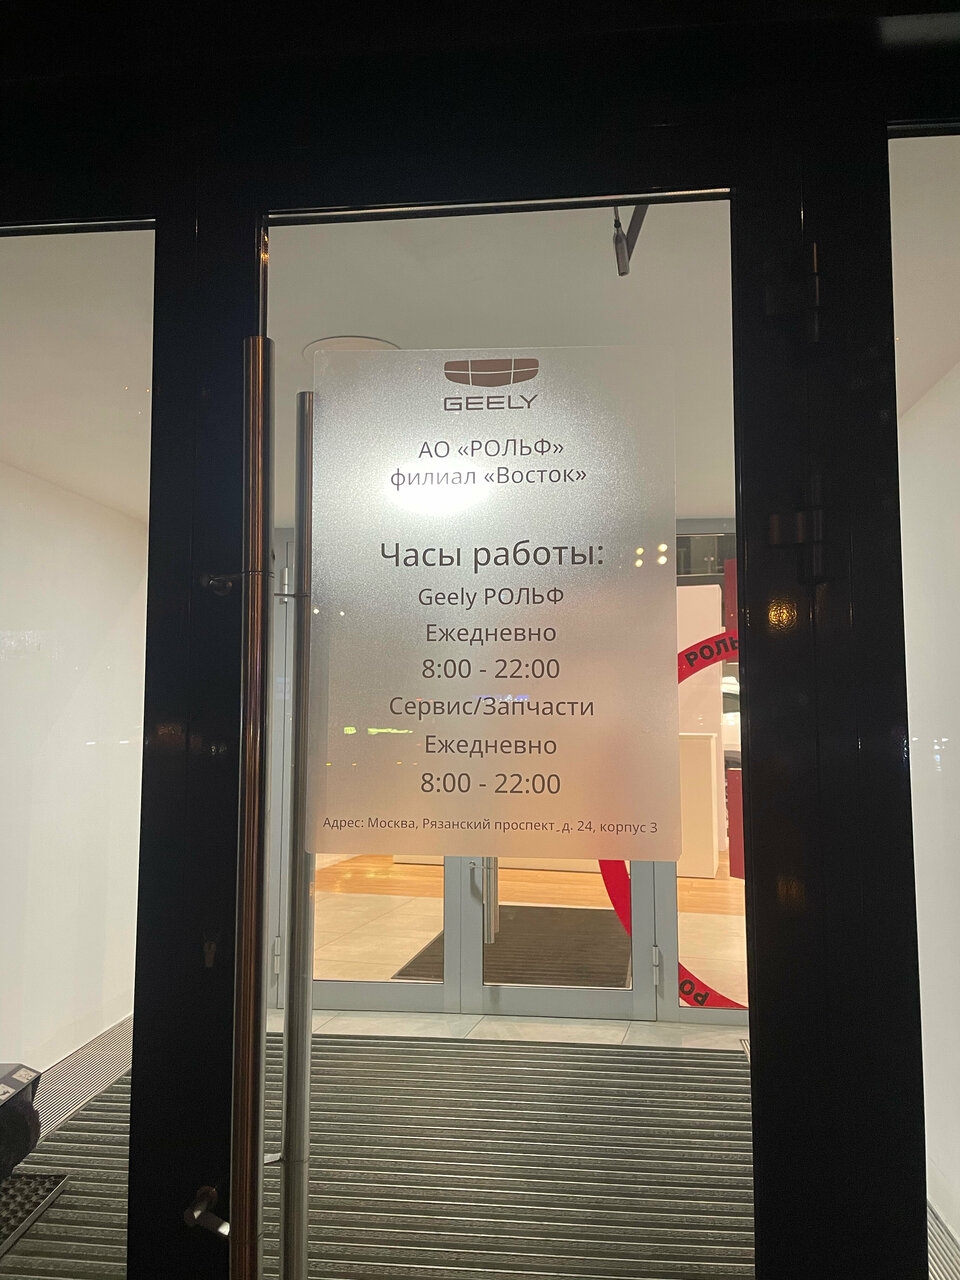 GEELY
АО «РОЛЬФ»
филиал «Восток»
Часы работы:
Geely РОЛЬФ
Ежедневно
8:00 - 22:00
Сервис/Запчасти
Ежедневно
8:00 - 22:00
Адрес: Москва, Рязанский проспект, д. 24, корпус 3
РОЛЬ
РО